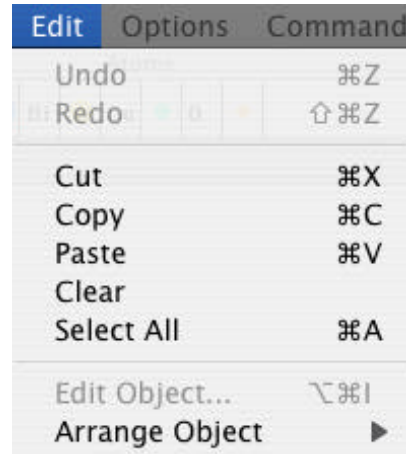 Edit Options Command
Undo ⌘Z
Redo ⇧⌘Z
Cut ⌘X
Copy ⌘C
Paste ⌘V
Clear
Select All ⌘A
Edit Object... ⌥⌘I
Arrange Object ▶